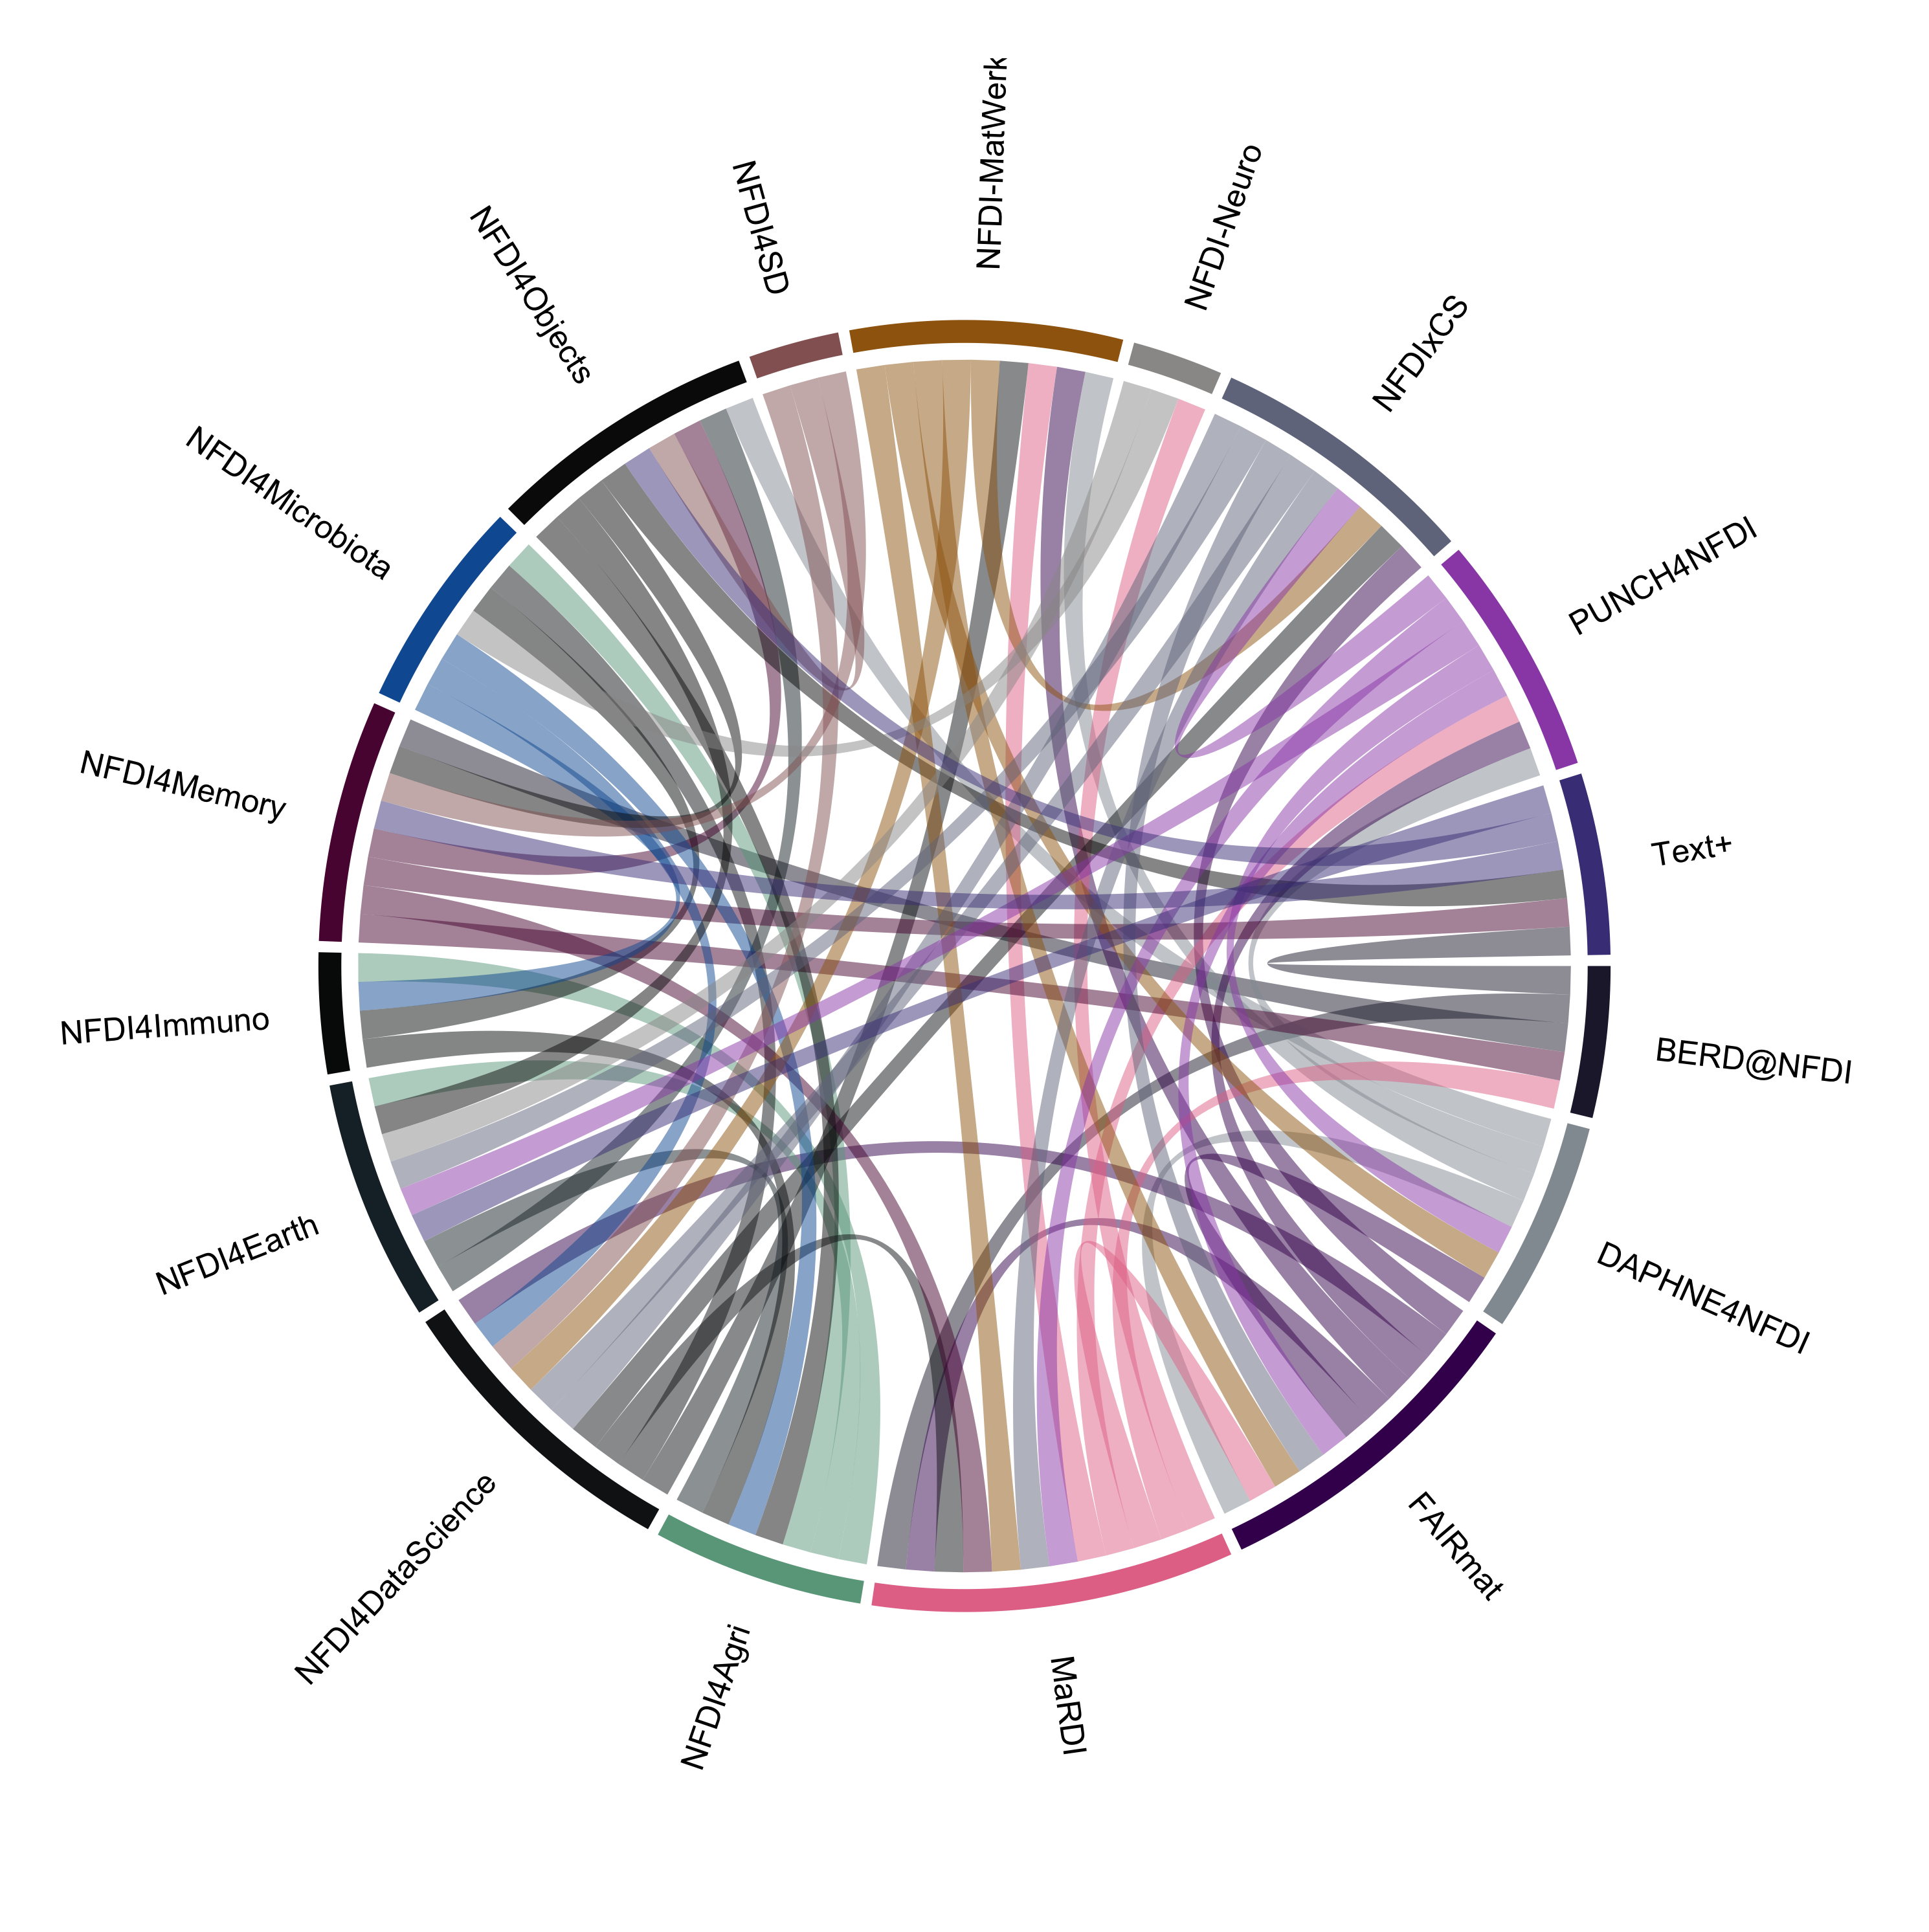 NFDI-MatWerk
NFDI-Neuro
NFDIxCS
PUNCH4NFDI
Text+
BERD@NFDI
DAPHNE4NFDI
FAIRmat
MaRDI
NFDI4Agri
NFDI4DataScience
NFDI4Earth
NFDI4Immuno
NFDI4Memory
NFDI4Microbiota
NFDI4Objects
NFDI4SD